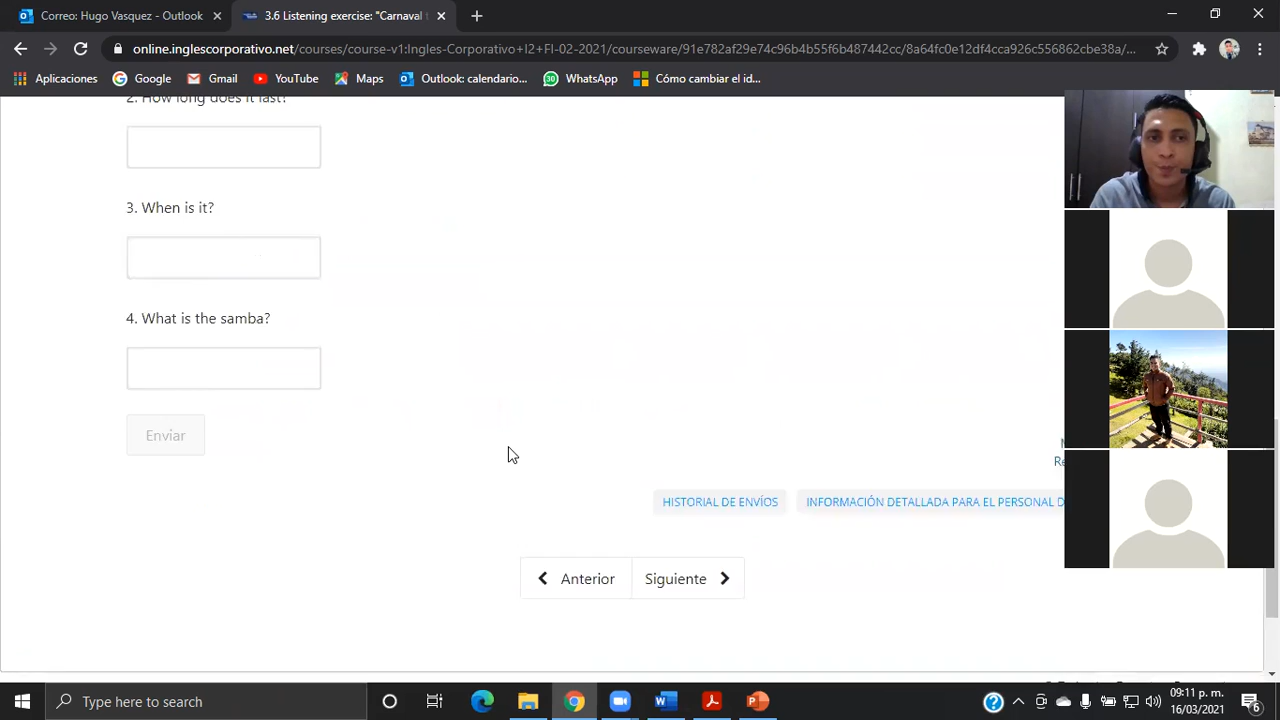 Correo: Hugo Vasquez - Outlook
3.6 Listening exercise: "Carnaval
online.inglescorporativo.net/courses/course-v1:Ingles-Corporativo+I2+FI-02-2021/courseware/91e782af29e74c96b4b55f6b487442cc/8a64fc0e12df4cca926c556862cbe38a/...
Aplicaciones
Google
Gmail
YouTube
Maps
Outlook: calendario...
30
WhatsApp
Cómo cambiar el id...
2. How long does it last?
3. When is it?
4. What is the samba?
Enviar
HISTORIAL DE ENVÍOS
INFORMACIÓN DETALLADA PARA EL PERSONAL D
Anterior
Siguiente
Type here to search
09:11 p. m.
16/03/2021
6